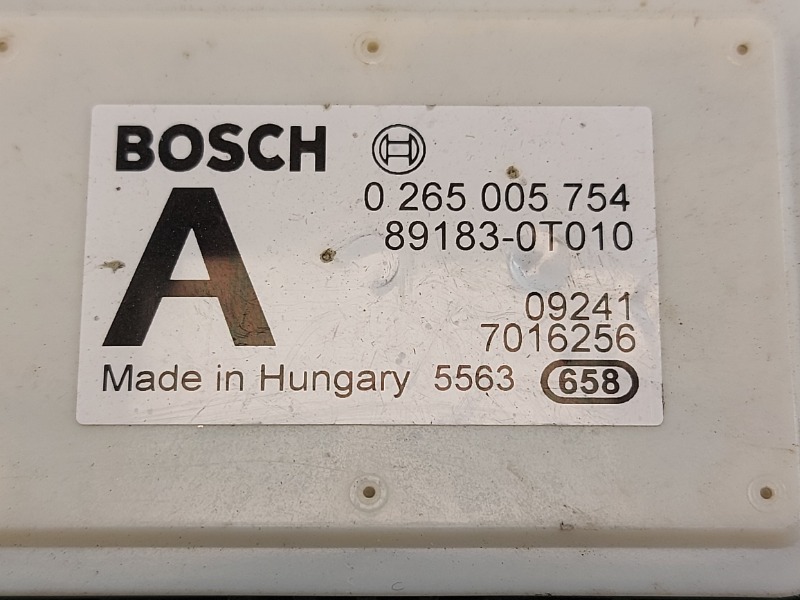 BOSCH
A
0 265 005 754
89183-0T010
09241
7016256
Made in Hungary 5563 658